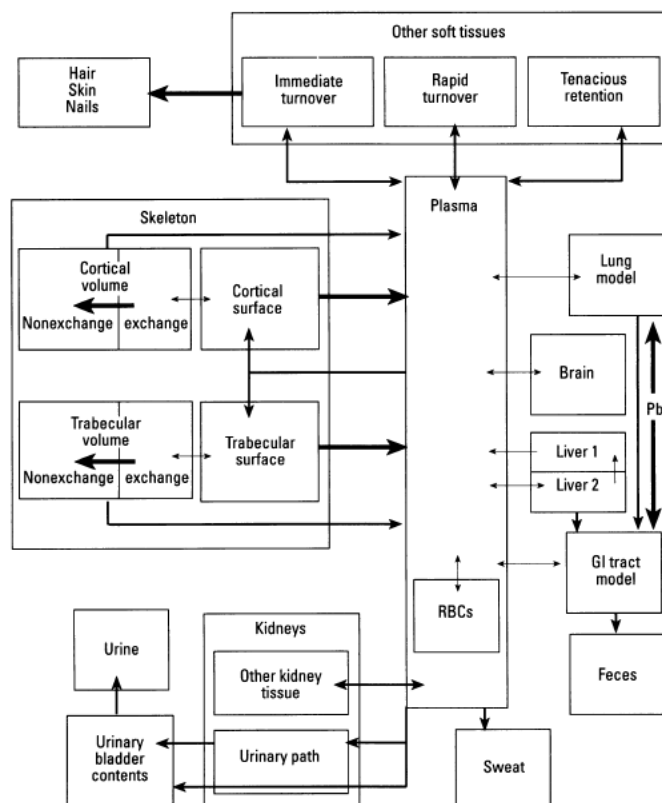 Other soft tissues
Hair
Skin
Nails
Immediate
turnover
Rapid
turnover
Tenacious
retention
Plasma
Skeleton
Cortical
volume
Nonexchange
exchange
Cortical
surface
Lung
model
Brain
Pb
Trabecular
volume
Nonexchange
exchange
Trabecular
surface
Liver 1
Liver 2
GI tract
model
RBCs
Kidneys
Urine
Other kidney
tissue
Feces
Urinary
bladder
contents
Urinary path
Sweat